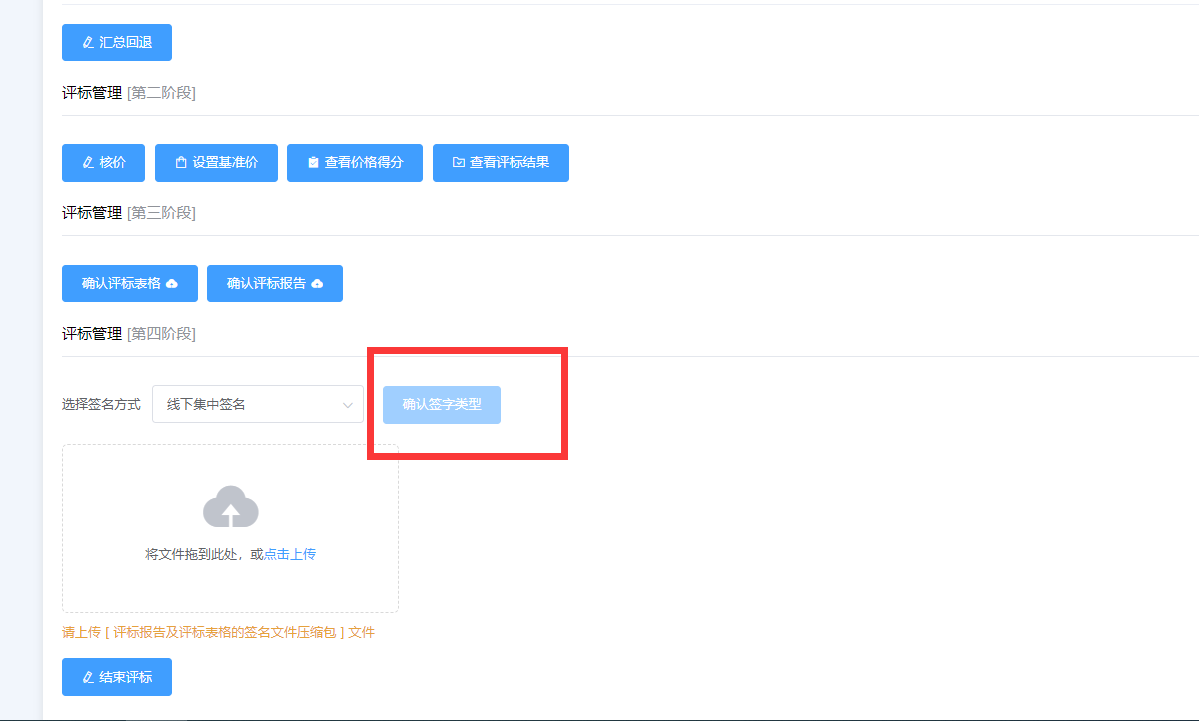 汇总回退
评标管理 [第二阶段]
核价 设置基准价 查看价格得分 查看评标结果
评标管理 [第三阶段]
确认评标表格 确认评标报告
评标管理 [第四阶段]
选择签名方式 线下集中签名 确认签字类型
将文件拖到此处，或点击上传
请上传 [ 评标报告及评标表格的签名文件压缩包 ] 文件
结束评标